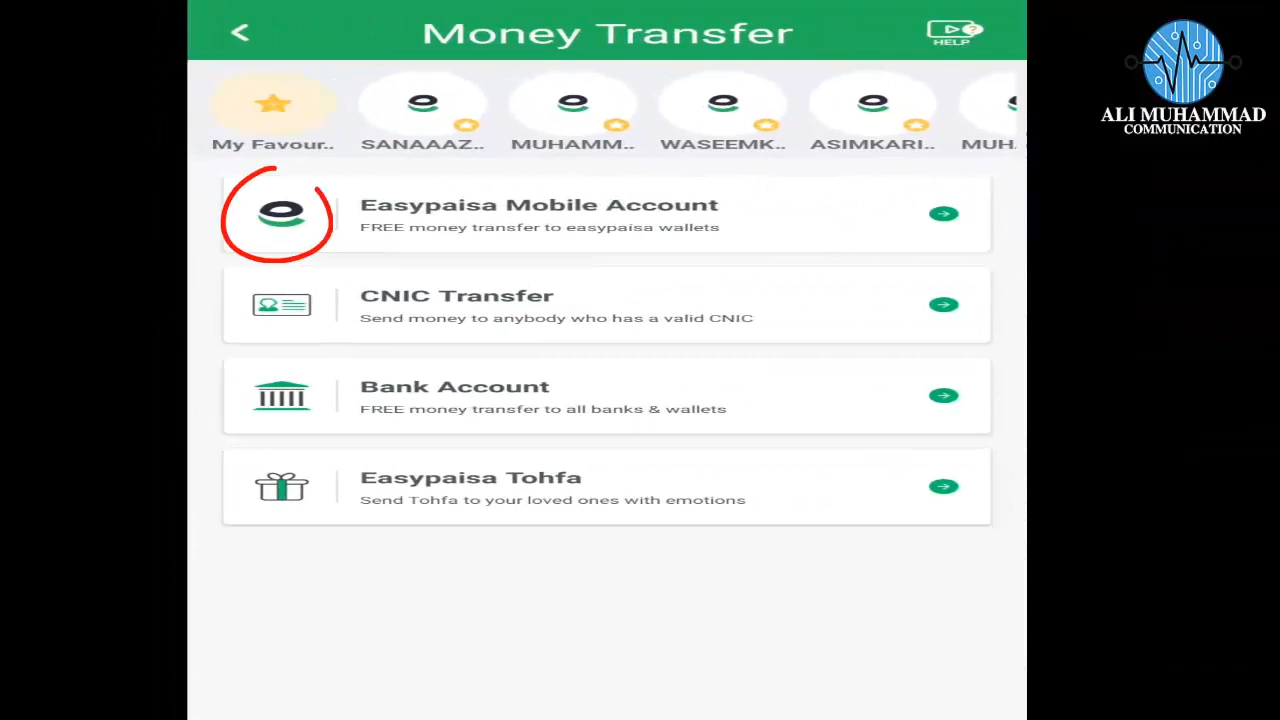 Money Transfer
HELP
My Favour..
SANAAAZ..
MUHAMM..
WASEEMK..
ASIMKARI..
MUH
Easypaisa Mobile Account
FREE money transfer to easypaisa wallets
CNIC Transfer
Send money to anybody who has a valid CNIC
Bank Account
FREE money transfer to all banks & wallets
Easypaisa Tohfa
Send Tohfa to your loved ones with emotions
ALI MUHAMMAD
COMMUNICATION